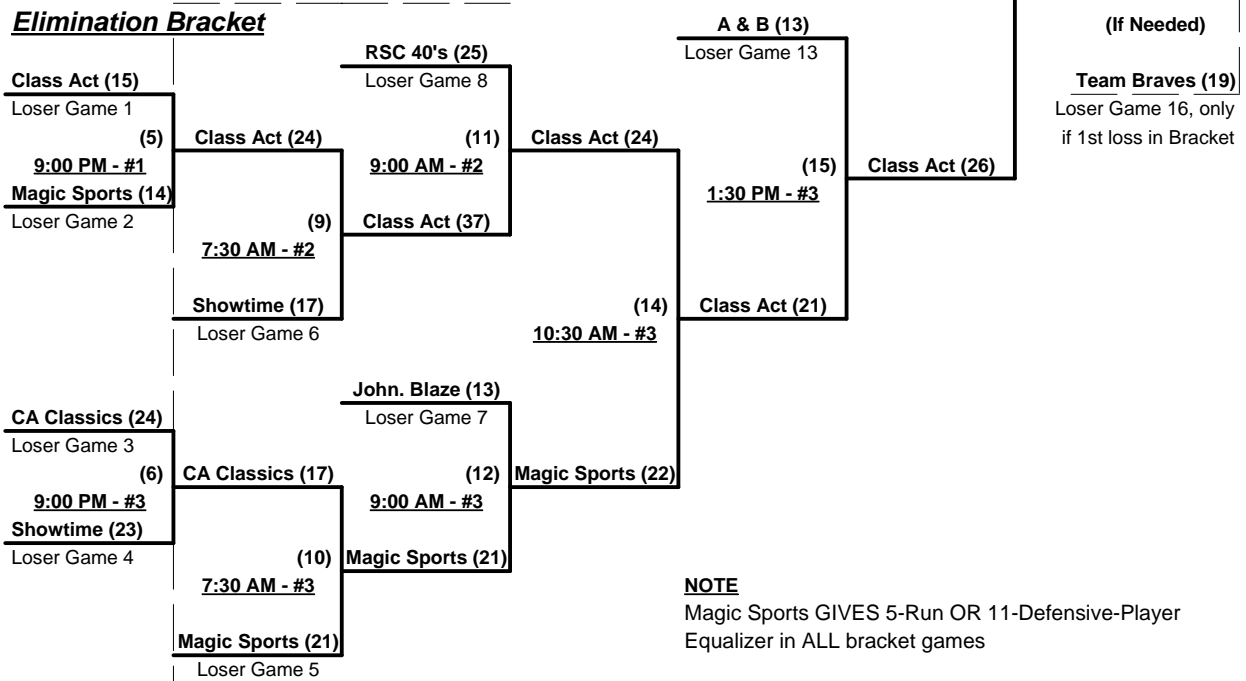 Elimination Bracket
A & B (13)
(If Needed)
RSC 40's (25)
Loser Game 13
Class Act (15)
Loser Game 8
Team Braves (19)
Loser Game 1
Loser Game 16, only
(5)
Class Act (24)
(11)
Class Act (24)
if 1st loss in Bracket
9:00 PM - #1
9:00 AM - #2
(15)
Class Act (26)
Magic Sports (14)
1:30 PM - #3
Loser Game 2
(9)
Class Act (37)
7:30 AM - #2
Showtime (17)
(14)
Class Act (21)
Loser Game 6
10:30 AM - #3
John. Blaze (13)
CA Classics (24)
Loser Game 7
Loser Game 3
(6)
CA Classics (17)
(12)
Magic Sports (22)
9:00 PM - #3
9:00 AM - #3
Showtime (23)
Loser Game 4
(10)
Magic Sports (21)
7:30 AM - #3
NOTE
Magic Sports GIVES 5-Run OR 11-Defensive-Player
Equalizer in ALL bracket games
Magic Sports (21)
Loser Game 5